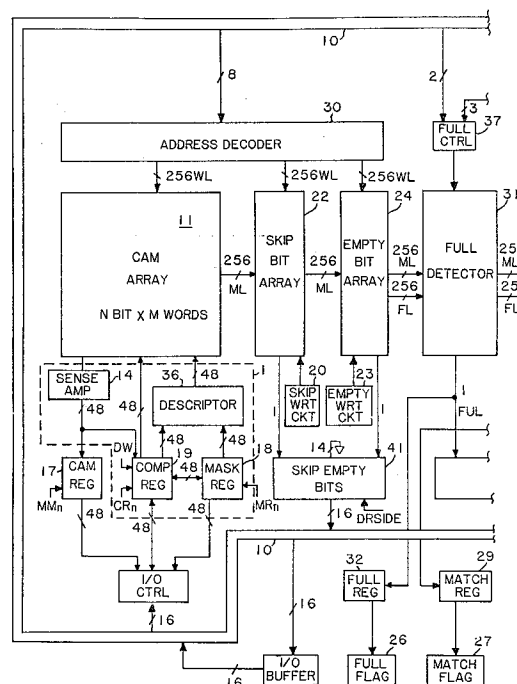 10
8
2
3
30
FULL
CTRL
37
ADDRESS DECODER
256WL
256WL
256WL
22
24
31
11
CAM
ARRAY
N BIT x M WORDS
256
ML
SKIP
BIT
ARRAY
256
ML
EMPTY
BIT
ARRAY
256
ML
256
FL
FULL
DETECTOR
SENSE
AMP
14
48
36
48
DESCRIPTOR
48
48
48
1
20
SKIP
WRT
CKT
23
EMPTY
WRT
CKT
1
1
1
FUL
17
CAM
REG
MMn
DW
CRn
COMP
REG
19
48
MASK
REG
18
MRn
14
41
SKIP EMPTY
BITS
16
DRSIDE
48
48
48
10
I/O
CTRL
16
16
32
FULL
REG
29
MATCH
REG
16
I/O
BUFFER
26
FULL
FLAG
27
MATCH
FLAG